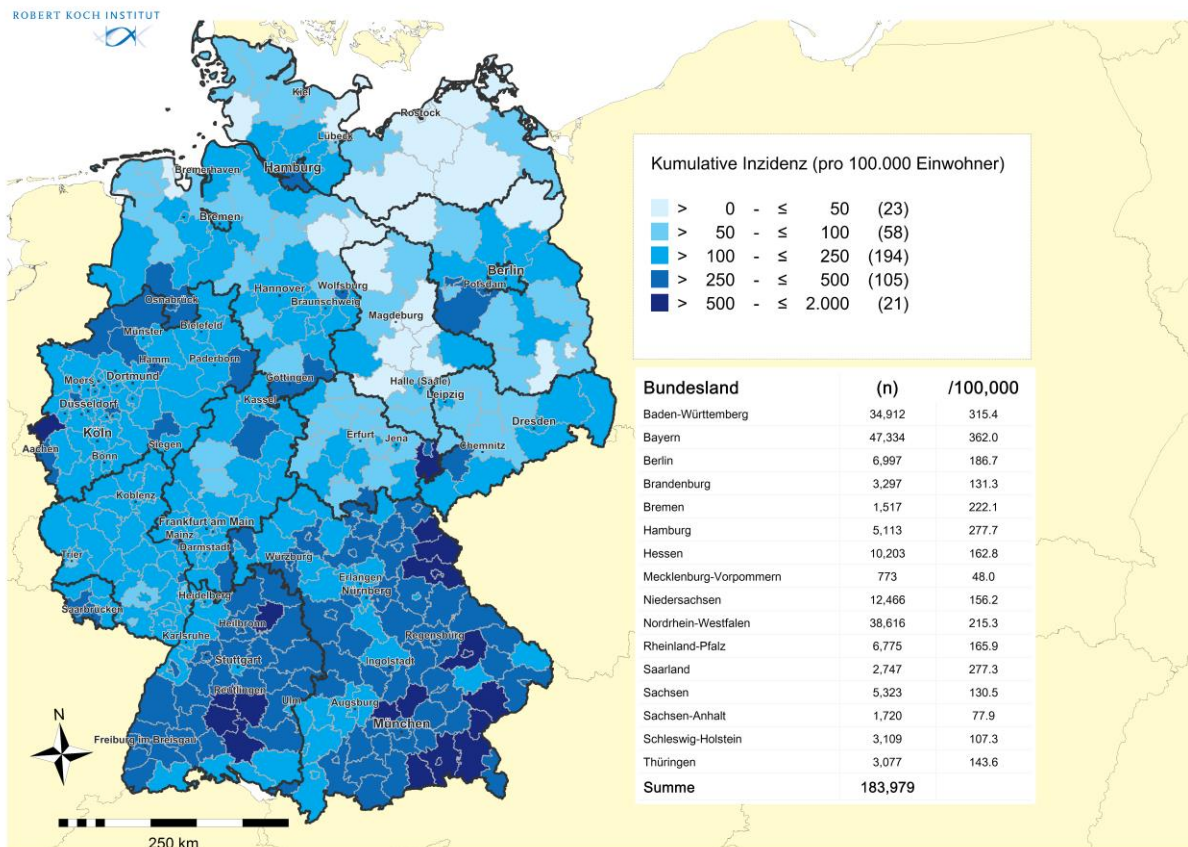 ROBERT KOCH INSTITUT
Kiel
Rostock
Lübeck
Hamburg
Bremerhaven
Bremen
Berlin
Potsdam
Hannover
Wolfsburg
Braunschweig
Magdeburg
Osnabrück
Bielefeld
Münster
Hamm
Paderborn
Göttingen
Halle (Saale)
Leipzig
Moers
Dortmund
Düsseldorf
Kassel
Dresden
Köln
Erfurt
Jena
Chemnitz
Aachen
Bonn
Siegen
Koblenz
Frankfurt am Main
Mainz
Darmstadt
Trier
Würzburg
Erlangen
Nürnberg
Heidelberg
Saarbrücken
Heilbronn
Karlsruhe
Regensburg
Stuttgart
Ingolstadt
Reutlingen
Ulm
Augsburg
München
Freiburg im Breisgau
N
250 km
Kumulative Inzidenz (pro 100.000 Einwohner)
> 0 - ≤ 50 (23)
> 50 - ≤ 100 (58)
> 100 - ≤ 250 (194)
> 250 - ≤ 500 (105)
> 500 - ≤ 2.000 (21)
Bundesland (n) /100,000
Baden-Württemberg 34,912 315.4
Bayern 47,334 362.0
Berlin 6,997 186.7
Brandenburg 3,297 131.3
Bremen 1,517 222.1
Hamburg 5,113 277.7
Hessen 10,203 162.8
Mecklenburg-Vorpommern 773 48.0
Niedersachsen 12,466 156.2
Nordrhein-Westfalen 38,616 215.3
Rheinland-Pfalz 6,775 165.9
Saarland 2,747 277.3
Sachsen 5,323 130.5
Sachsen-Anhalt 1,720 77.9
Schleswig-Holstein 3,109 107.3
Thüringen 3,077 143.6
Summe 183,979